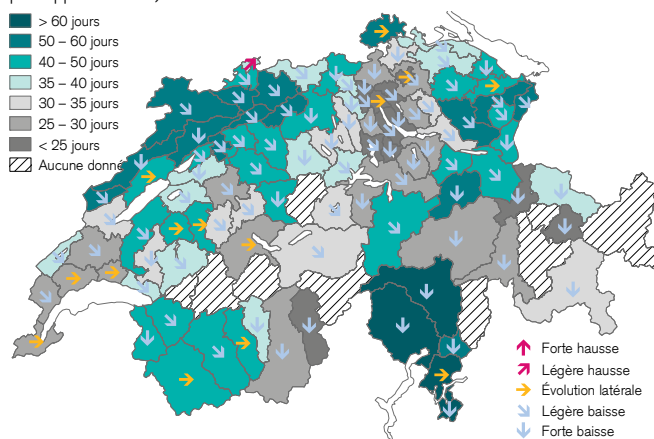 > 60 jours
50 – 60 jours
40 – 50 jours
35 – 40 jours
30 – 35 jours
25 – 30 jours
< 25 jours
Aucune donné
Forte hausse
Légère hausse
Évolution latérale
Légère baisse
Forte baisse